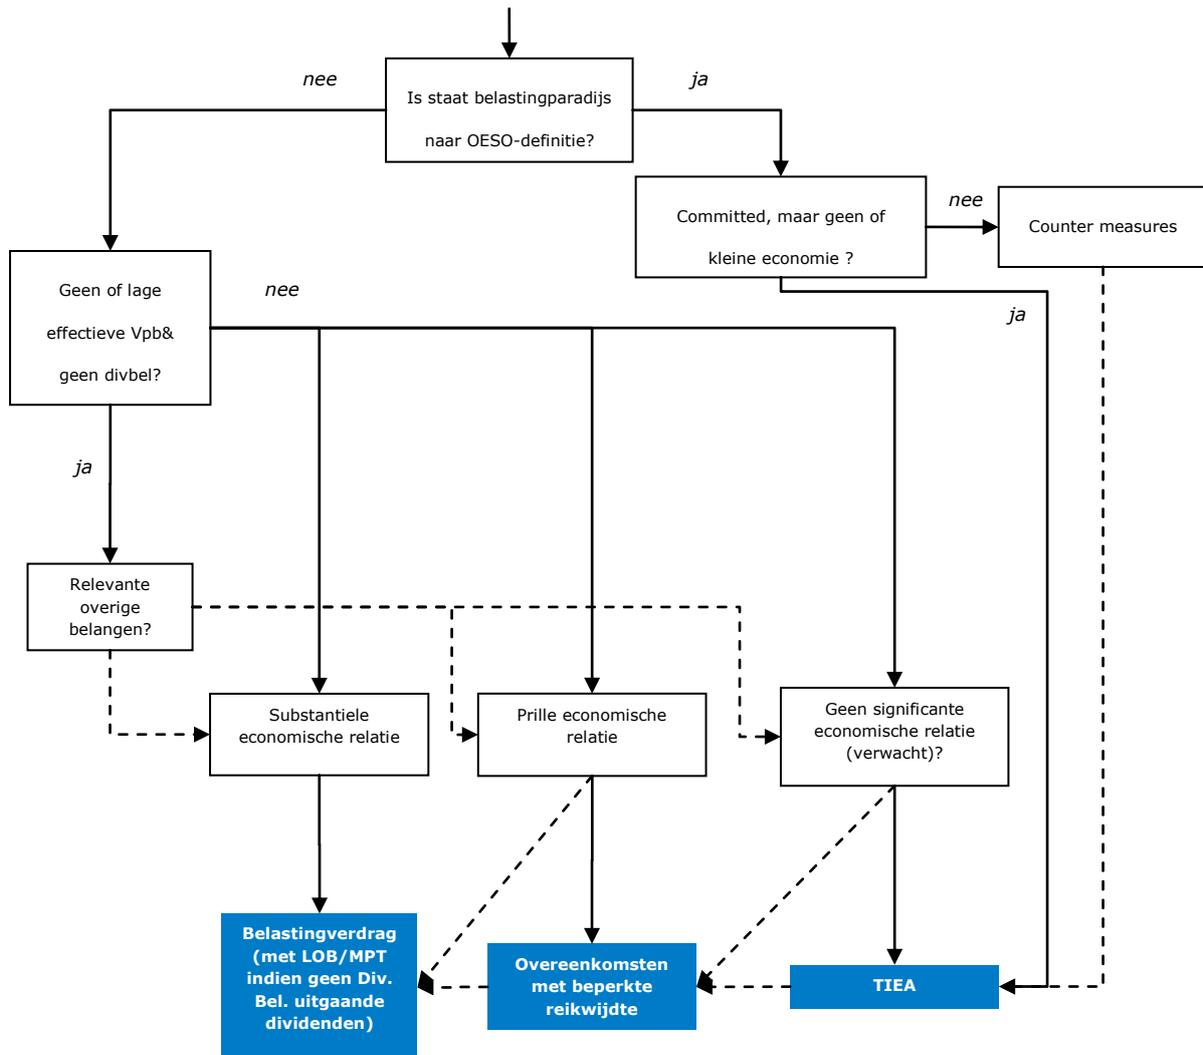 nee
ja
Is staat belastingparadijs
naar OESO-definitie?
Committed, maar geen of
kleine economie ?
nee
Counter measures
ja
Geen of lage
effectieve Vpb&
geen divbel?
nee
ja
Relevante
overige
belangen?
Substantiele
economische relatie
Prille economische
relatie
Geen significante
economische relatie
(verwacht)?
Belastingverdrag
(met LOB/MPT
indien geen Div.
Bel. uitgaande
dividenden)
Overeenkomsten
met beperkte
reikwijdte
TIEA